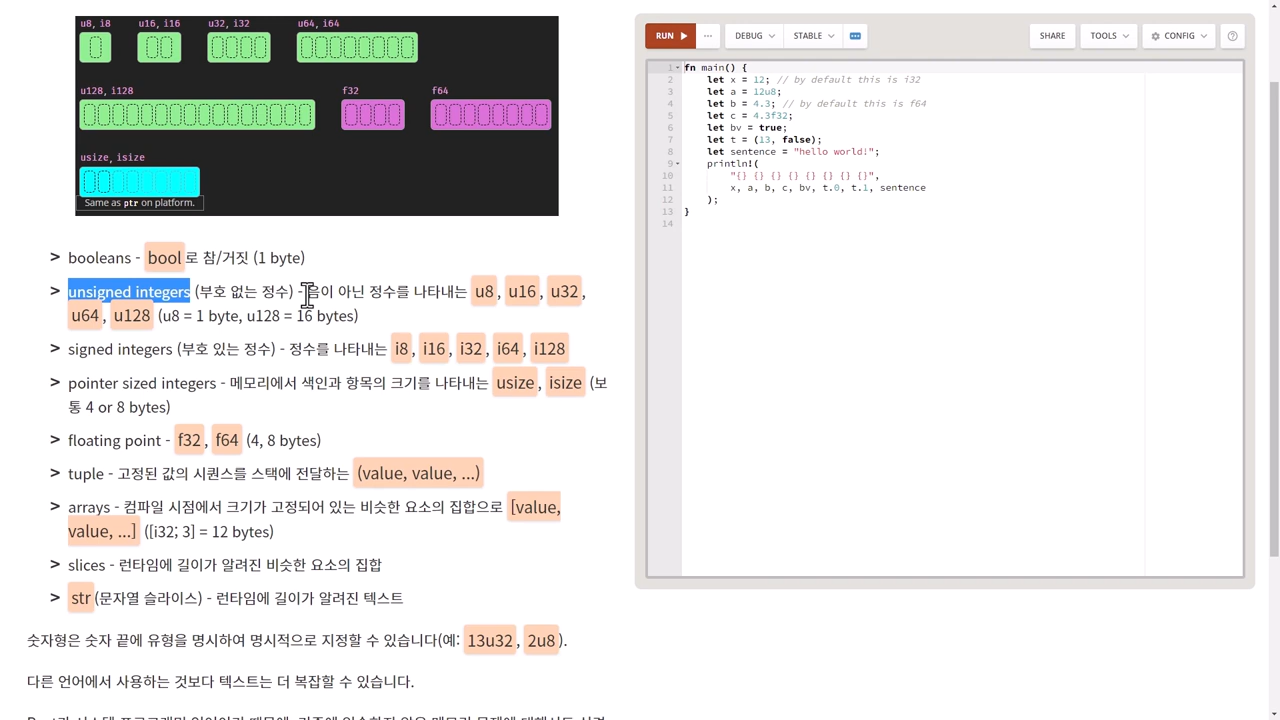 u8, i8 u16, i16 u32, i32 u64, i64
u128, i128 f32 f64
usize, isize
Same as ptr on platform.
> booleans - bool로 참/거짓 (1 byte)
> unsigned integers (부호 없는 정수) - 음이 아닌 정수를 나타내는 u8, u16, u32,
u64, u128 (u8 = 1 byte, u128 = 16 bytes)
> signed integers (부호 있는 정수) - 정수를 나타내는 i8, i16, i32, i64, i128
> pointer sized integers - 메모리에서 색인과 항목의 크기를 나타내는 usize, isize (보
통 4 or 8 bytes)
> floating point - f32, f64 (4, 8 bytes)
> tuple - 고정된 값의 시퀀스를 스택에 전달하는 (value, value, ...)
> arrays - 컴파일 시점에서 크기가 고정되어 있는 비슷한 요소의 집합으로 [value,
value, ...] ([i32; 3] = 12 bytes)
> slices - 런타임에 길이가 알려진 비슷한 요소의 집합
> str(문자열 슬라이스) - 런타임에 길이가 알려진 텍스트
숫자형은 숫자 끝에 유형을 명시하여 명시적으로 지정할 수 있습니다(예: 13u32, 2u8).
다른 언어에서 사용하는 것보다 텍스트는 더 복잡할 수 있습니다.
RUN ... DEBUG STABLE SHARE TOOLS CONFIG
1 fn main() {
2 let x = 12; // by default this is i32
3 let a = 12u8;
4 let b = 4.3; // by default this is f64
5 let c = 4.3f32;
6 let bv = true;
7 let t = (13, false);
8 let sentence = "hello world!";
9 println!(
10 "{} {} {} {} {} {} {} {}",
11 x, a, b, c, bv, t.0, t.1, sentence
12 );
13 }
14